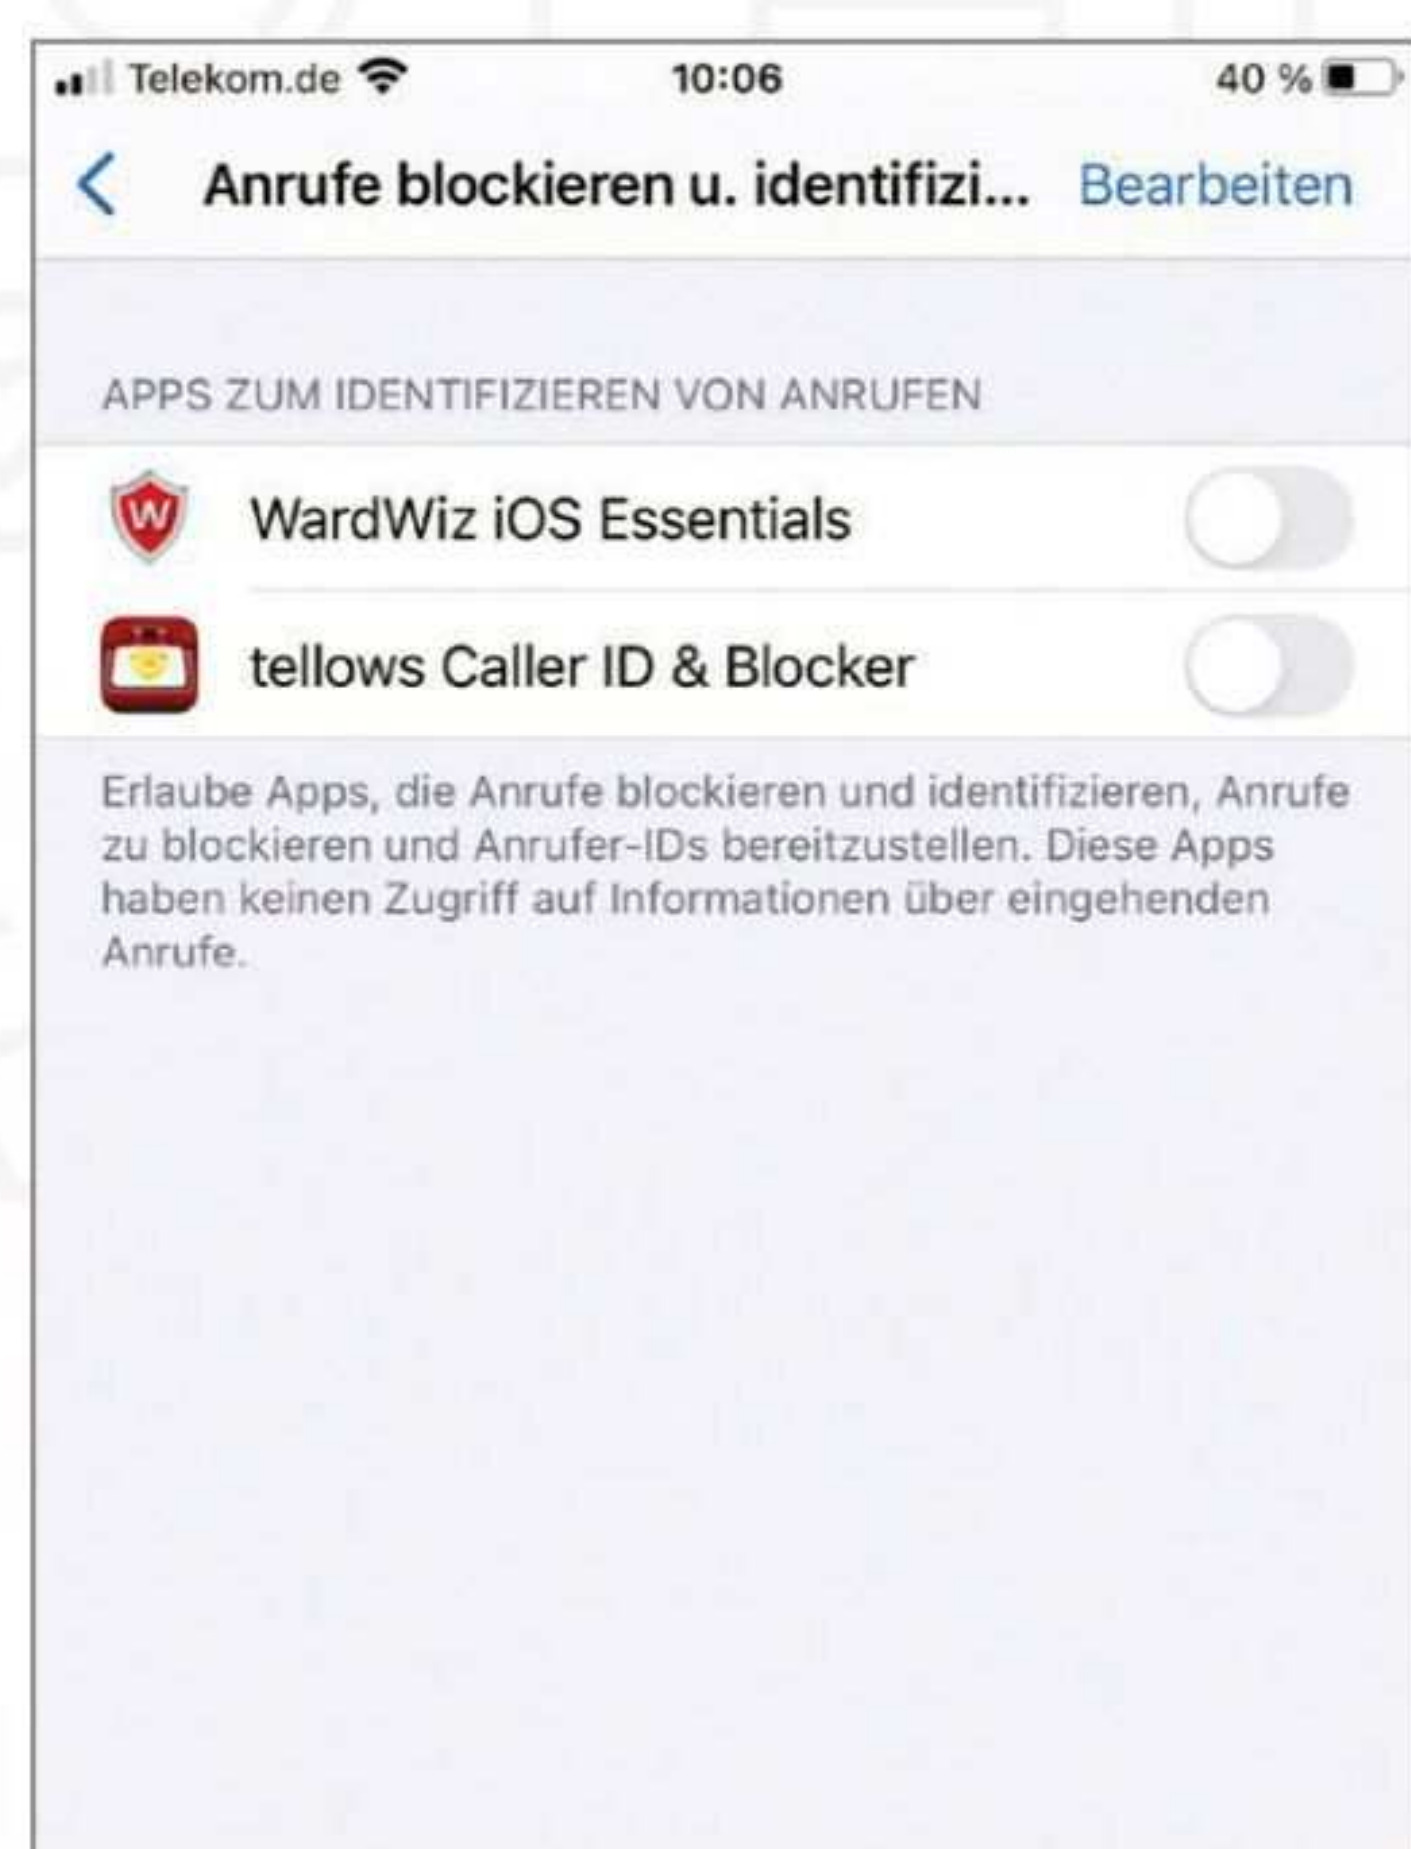 Telekom.de 10:06 40 %
Anrufe blockieren u. identifizi... Bearbeiten
APPS ZUM IDENTIFIZIEREN VON ANRUFEN
W WardWiz iOS Essentials
tellows Caller ID & Blocker
Erlaube Apps, die Anrufe blockieren und identifizieren, Anrufe
zu blockieren und Anrufer-IDs bereitzustellen. Diese Apps
haben keinen Zugriff auf Informationen über eingehenden
Anrufe.